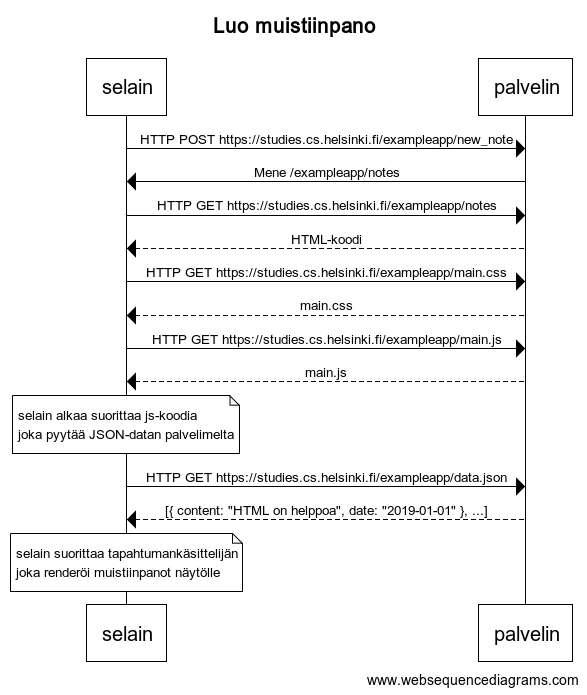 Luo muistiinpano
selain
palvelin
HTTP POST https://studies.cs.helsinki.fi/exampleapp/new_note
Mene /exampleapp/notes
HTTP GET https://studies.cs.helsinki.fi/exampleapp/notes
HTML-koodi
HTTP GET https://studies.cs.helsinki.fi/exampleapp/main.css
main.css
HTTP GET https://studies.cs.helsinki.fi/exampleapp/main.js
main.js
selain alkaa suorittaa js-koodia
joka pyytää JSON-datan palvelimelta
HTTP GET https://studies.cs.helsinki.fi/exampleapp/data.json
[{ content: "HTML on helppoa", date: "2019-01-01" }, ...]
selain suorittaa tapahtumankäsittelijän
joka renderöi muistiinpanot näytölle
selain
palvelin
www.websequencediagrams.com